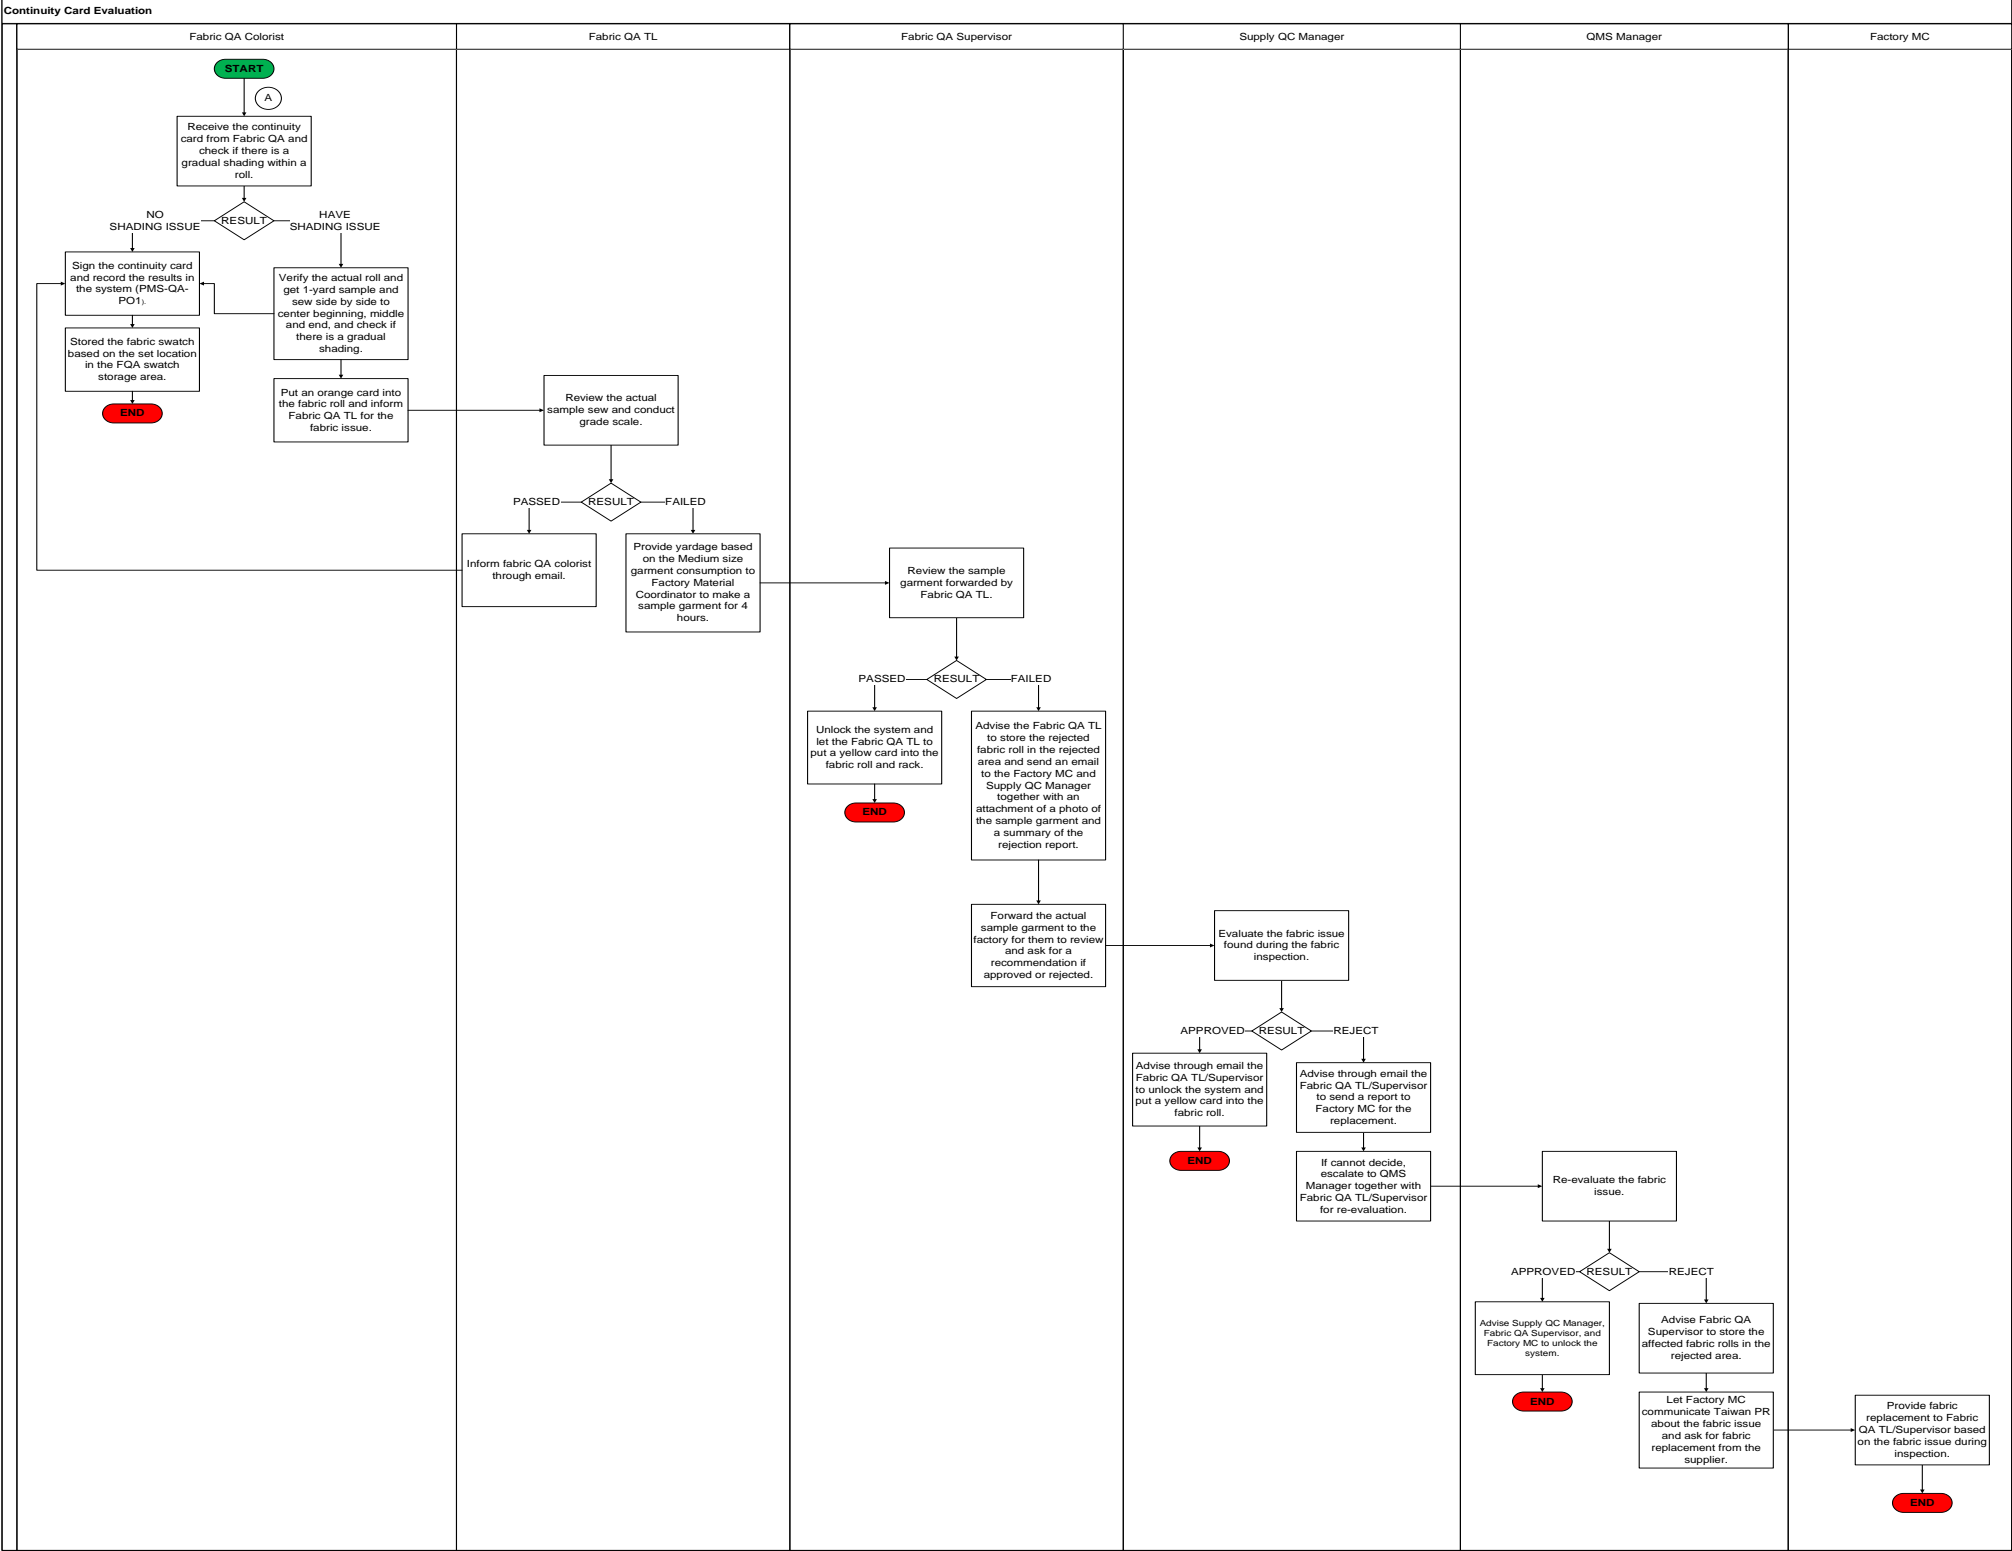 Continuity Card Evaluation
Fabric QA Colorist
Fabric QA TL
Fabric QA Supervisor
Supply QC Manager
QMS Manager
Factory MC
START
A
Receive the continuity
card from Fabric QA and
check if there is a
gradual shading within a
roll.
RESULT
NO
SHADING ISSUE
HAVE
SHADING ISSUE
Sign the continuity card
and record the results in
the system (PMS-QA-
PO1).
Stored the fabric swatch
based on the set location
in the FQA swatch
storage area.
END
Verify the actual roll and
get 1-yard sample and
sew side by side to
center beginning, middle
and end, and check if
there is a gradual
shading.
Put an orange card into
the fabric roll and inform
Fabric QA TL for the
fabric issue.
Review the actual
sample sew and conduct
grade scale.
RESULT
PASSED
FAILED
Inform fabric QA colorist
through email.
Provide yardage based
on the Medium size
garment consumption to
Factory Material
Coordinator to make a
sample garment for 4
hours.
Review the sample
garment forwarded by
Fabric QA TL.
RESULT
PASSED
FAILED
Unlock the system and
let the Fabric QA TL to
put a yellow card into the
fabric roll and rack.
END
Advise the Fabric QA TL
to store the rejected
fabric roll in the rejected
area and send an email
to the Factory MC and
Supply QC Manager
together with an
attachment of a photo of
the sample garment and
a summary of the
rejection report.
Forward the actual
sample garment to the
factory for them to review
and ask for a
recommendation if
approved or rejected.
Evaluate the fabric issue
found during the fabric
inspection.
RESULT
APPROVED
REJECT
Advise through email the
Fabric QA TL/Supervisor
to unlock the system and
put a yellow card into the
fabric roll.
END
Advise through email the
Fabric QA TL/Supervisor
to send a report to
Factory MC for the
replacement.
If cannot decide,
escalate to QMS
Manager together with
Fabric QA TL/Supervisor
for re-evaluation.
Re-evaluate the fabric
issue.
RESULT
APPROVED
REJECT
Advise Supply QC Manager,
Fabric QA Supervisor, and
Factory MC to unlock the
system.
END
Advise Fabric QA
Supervisor to store the
affected fabric rolls in the
rejected area.
Let Factory MC
communicate Taiwan PR
about the fabric issue
and ask for fabric
replacement from the
supplier.
Provide fabric
replacement to Fabric
QA TL/Supervisor based
on the fabric issue during
inspection.
END